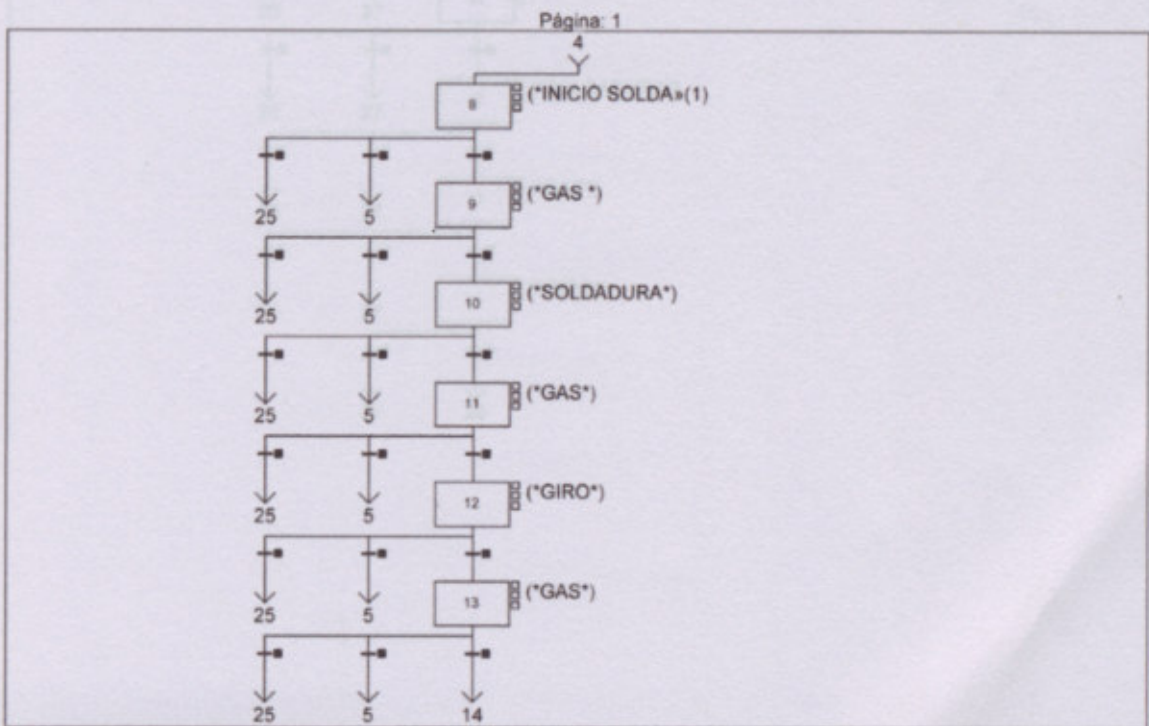 Página: 1
4
8 (*INICIO SOLDA»(1)
9 (*GAS *)
25 5
10 (*SOLDADURA*)
25 5
11 (*GAS*)
25 5
12 (*GIRO*)
25 5
13 (*GAS*)
25 5
25 5 14